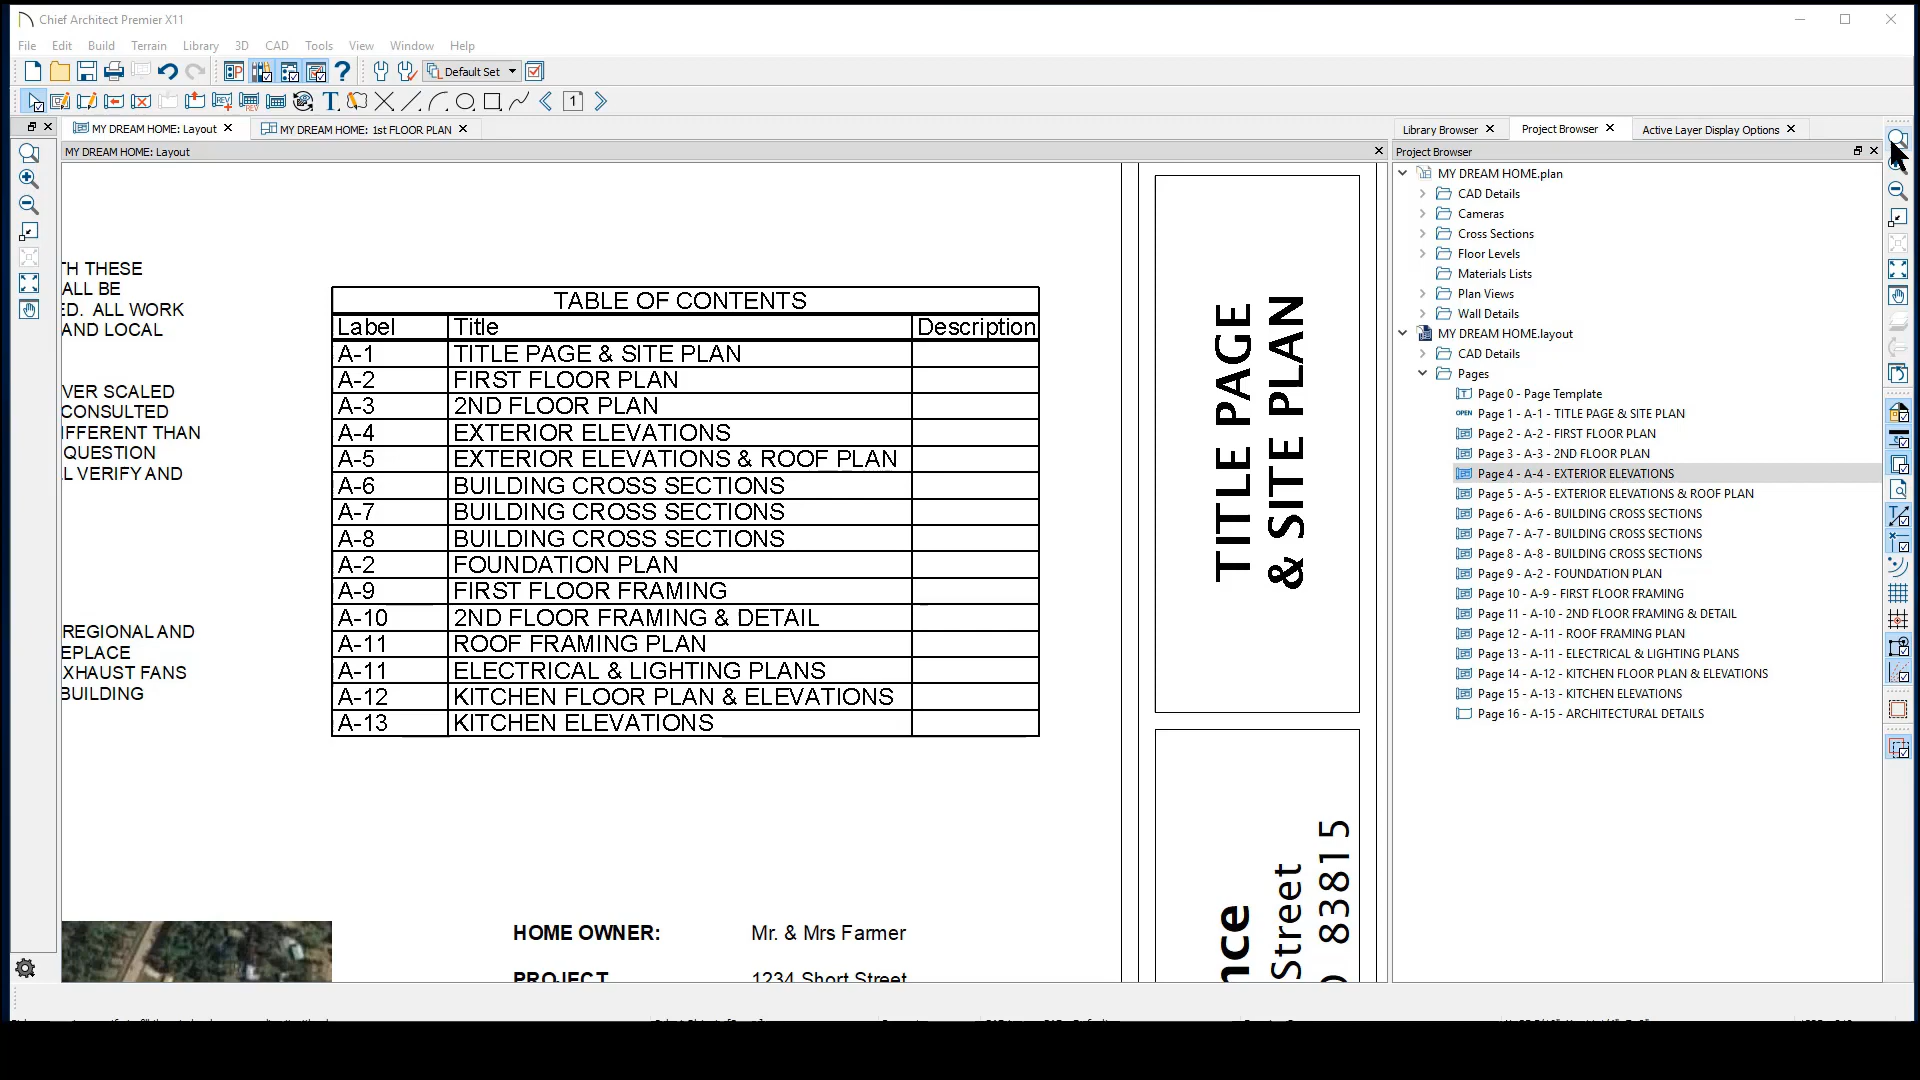 Chief Architect Premier X11
File Edit Build Terrain Library 3D CAD Tools View Window Help
Default Set
REV REV T 1
MY DREAM HOME: Layout MY DREAM HOME: 1st FLOOR PLAN
MY DREAM HOME: Layout
TH THESE
ALL BE
ED. ALL WORK
AND LOCAL
VER SCALED
CONSULTED
IFFERENT THAN
QUESTION
L VERIFY AND
REGIONAL AND
EPLACE
XHAUST FANS
BUILDING
TABLE OF CONTENTS
Label Title Description
A-1 TITLE PAGE & SITE PLAN
A-2 FIRST FLOOR PLAN
A-3 2ND FLOOR PLAN
A-4 EXTERIOR ELEVATIONS
A-5 EXTERIOR ELEVATIONS & ROOF PLAN
A-6 BUILDING CROSS SECTIONS
A-7 BUILDING CROSS SECTIONS
A-8 BUILDING CROSS SECTIONS
A-2 FOUNDATION PLAN
A-9 FIRST FLOOR FRAMING
A-10 2ND FLOOR FRAMING & DETAIL
A-11 ROOF FRAMING PLAN
A-11 ELECTRICAL & LIGHTING PLANS
A-12 KITCHEN FLOOR PLAN & ELEVATIONS
A-13 KITCHEN ELEVATIONS
HOME OWNER: Mr. & Mrs Farmer
PROJECT 1234 Short Street
TITLE PAGE
& SITE PLAN
nce
Street
83815
Library Browser Project Browser Active Layer Display Options
Project Browser
MY DREAM HOME.plan
CAD Details
Cameras
Cross Sections
Floor Levels
Materials Lists
Plan Views
Wall Details
MY DREAM HOME.layout
CAD Details
Pages
Page 0 - Page Template
OPEN Page 1 - A-1 - TITLE PAGE & SITE PLAN
Page 2 - A-2 - FIRST FLOOR PLAN
Page 3 - A-3 - 2ND FLOOR PLAN
Page 4 - A-4 - EXTERIOR ELEVATIONS
Page 5 - A-5 - EXTERIOR ELEVATIONS & ROOF PLAN
Page 6 - A-6 - BUILDING CROSS SECTIONS
Page 7 - A-7 - BUILDING CROSS SECTIONS
Page 8 - A-8 - BUILDING CROSS SECTIONS
Page 9 - A-2 - FOUNDATION PLAN
Page 10 - A-9 - FIRST FLOOR FRAMING
Page 11 - A-10 - 2ND FLOOR FRAMING & DETAIL
Page 12 - A-11 - ROOF FRAMING PLAN
Page 13 - A-11 - ELECTRICAL & LIGHTING PLANS
Page 14 - A-12 - KITCHEN FLOOR PLAN & ELEVATIONS
Page 15 - A-13 - KITCHEN ELEVATIONS
Page 16 - A-15 - ARCHITECTURAL DETAILS